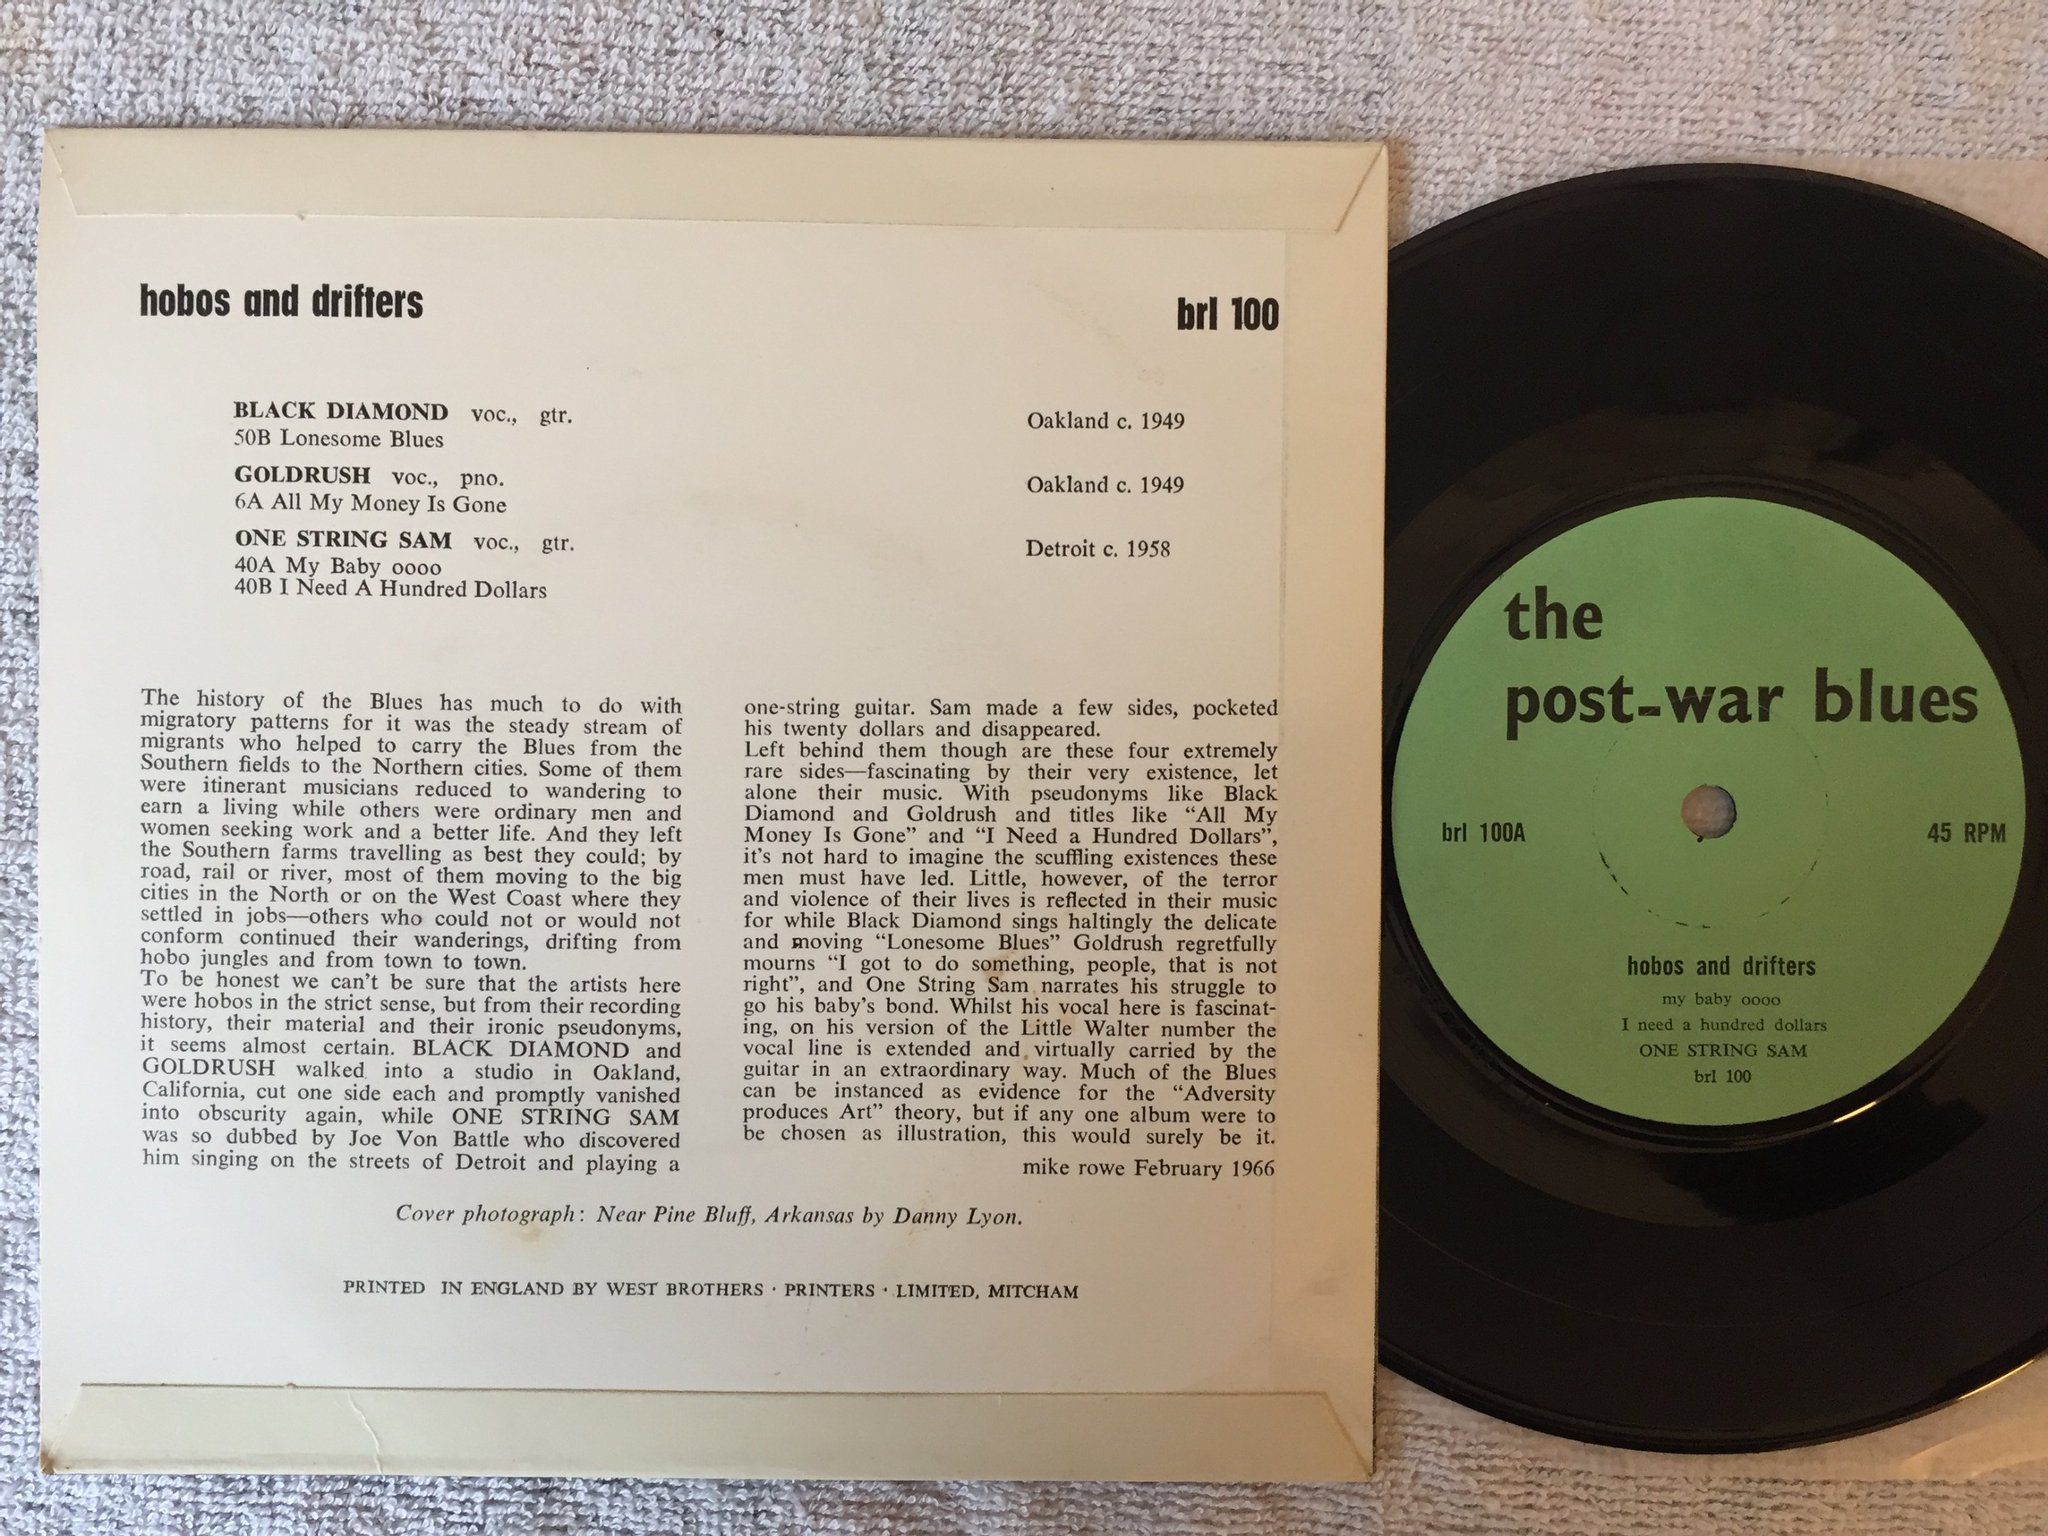 hobos and drifters
brl 100
BLACK DIAMOND voc., gtr.
Oakland c. 1949
50B Lonesome Blues
GOLDRUSH voc., pno.
Oakland c. 1949
6A All My Money Is Gone
ONE STRING SAM voc., gtr.
Detroit c. 1958
40A My Baby oooo
40B I Need A Hundred Dollars
The history of the Blues has much to do with
migratory patterns for it was the steady stream of
migrants who helped to carry the Blues from the
Southern fields to the Northern cities. Some of them
were itinerant musicians reduced to wandering to
earn a living while others were ordinary men and
women seeking work and a better life. And they left
the Southern farms travelling as best they could; by
road, rail or river, most of them moving to the big
cities in the North or on the West Coast where they
settled in jobs—others who could not or would not
conform continued their wanderings, drifting from
hobo jungles and from town to town.
To be honest we can't be sure that the artists here
were hobos in the strict sense, but from their recording
history, their material and their ironic pseudonyms,
it seems almost certain. BLACK DIAMOND and
GOLDRUSH walked into a studio in Oakland,
California, cut one side each and promptly vanished
into obscurity again, while ONE STRING SAM
was so dubbed by Joe Von Battle who discovered
him singing on the streets of Detroit and playing a
one-string guitar. Sam made a few sides, pocketed
his twenty dollars and disappeared.
Left behind them though are these four extremely
rare sides—fascinating by their very existence, let
alone their music. With pseudonyms like Black
Diamond and Goldrush and titles like "All My
Money Is Gone" and "I Need a Hundred Dollars",
it's not hard to imagine the scuffling existences these
men must have led. Little, however, of the terror
and violence of their lives is reflected in their music
for while Black Diamond sings haltingly the delicate
and moving "Lonesome Blues" Goldrush regretfully
mourns "I got to do something, people, that is not
right", and One String Sam narrates his struggle to
go his baby's bond. Whilst his vocal here is fascinat-
ing, on his version of the Little Walter number the
vocal line is extended and virtually carried by the
guitar in an extraordinary way. Much of the Blues
can be instanced as evidence for the "Adversity
produces Art" theory, but if any one album were to
be chosen as illustration, this would surely be it.
mike rowe February 1966
Cover photograph: Near Pine Bluff, Arkansas by Danny Lyon.
PRINTED IN ENGLAND BY WEST BROTHERS · PRINTERS · LIMITED, MITCHAM
the
post-war blues
brl 100A
45 RPM
hobos and drifters
my baby oooo
I need a hundred dollars
ONE STRING SAM
brl 100